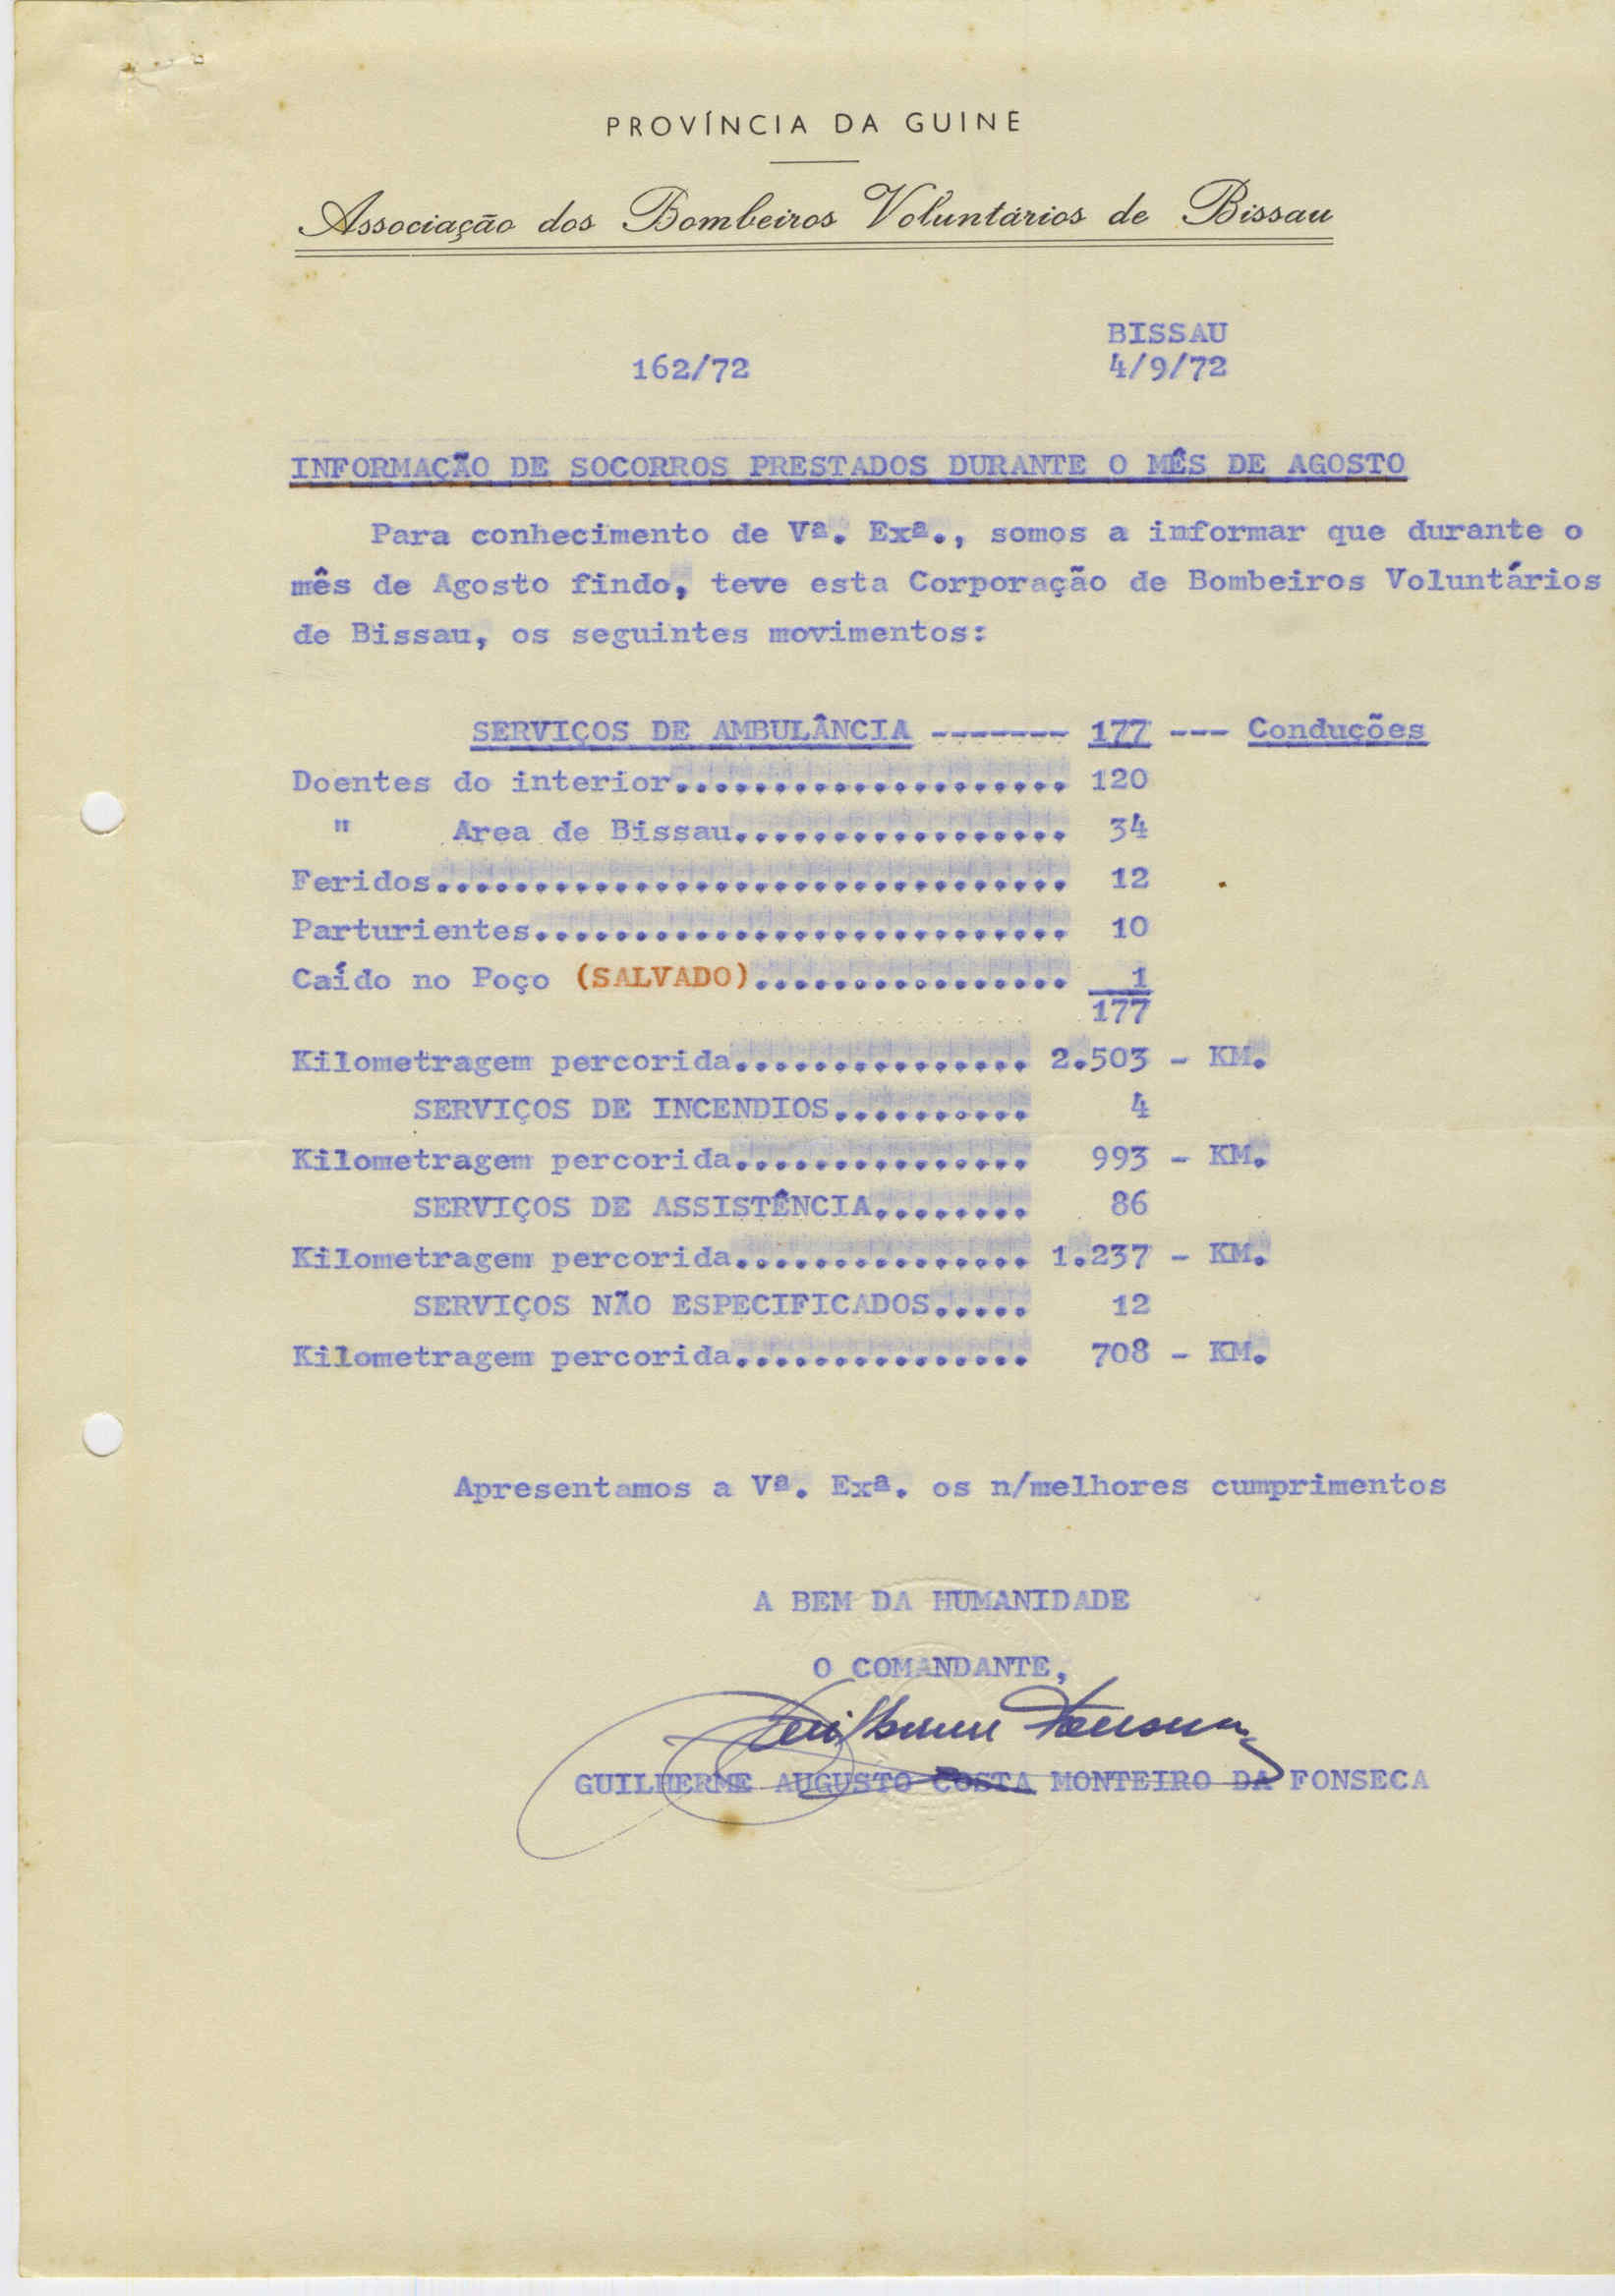 PROVÍNCIA DA GUINE
Associação dos Bombeiros Voluntários de Bissau
BISSAU
162/72 4/9/72
INFORMAÇÃO DE SOCORROS PRESTADOS DURANTE O MÊS DE AGOSTO
Para conhecimento de Vª. Exª., somos a informar que durante o
mês de Agosto findo, teve esta Corporação de Bombeiros Voluntários
de Bissau, os seguintes movimentos:
SERVIÇOS DE AMBULÂNCIA ------- 177 --- Conduções
Doentes do interior.................... 120
" Area de Bissau................. 34
Feridos................................ 12
Parturientes........................... 10
Caído no Poço (SALVADO)................ 1
177
Kilometragem percorida............... 2.503 - KM.
SERVIÇOS DE INCENDIOS.......... 4
Kilometragem percorida............... 993 - KM.
SERVIÇOS DE ASSISTÊNCIA........ 86
Kilometragem percorida............... 1.237 - KM.
SERVIÇOS NÃO ESPECIFICADOS..... 12
Kilometragem percorida............... 708 - KM.
Apresentamos a Vª. Exª. os n/melhores cumprimentos
A BEM DA HUMANIDADE
O COMANDANTE,
Guilherme Fonseca
GUILHERME AUGUSTO COSTA MONTEIRO DA FONSECA